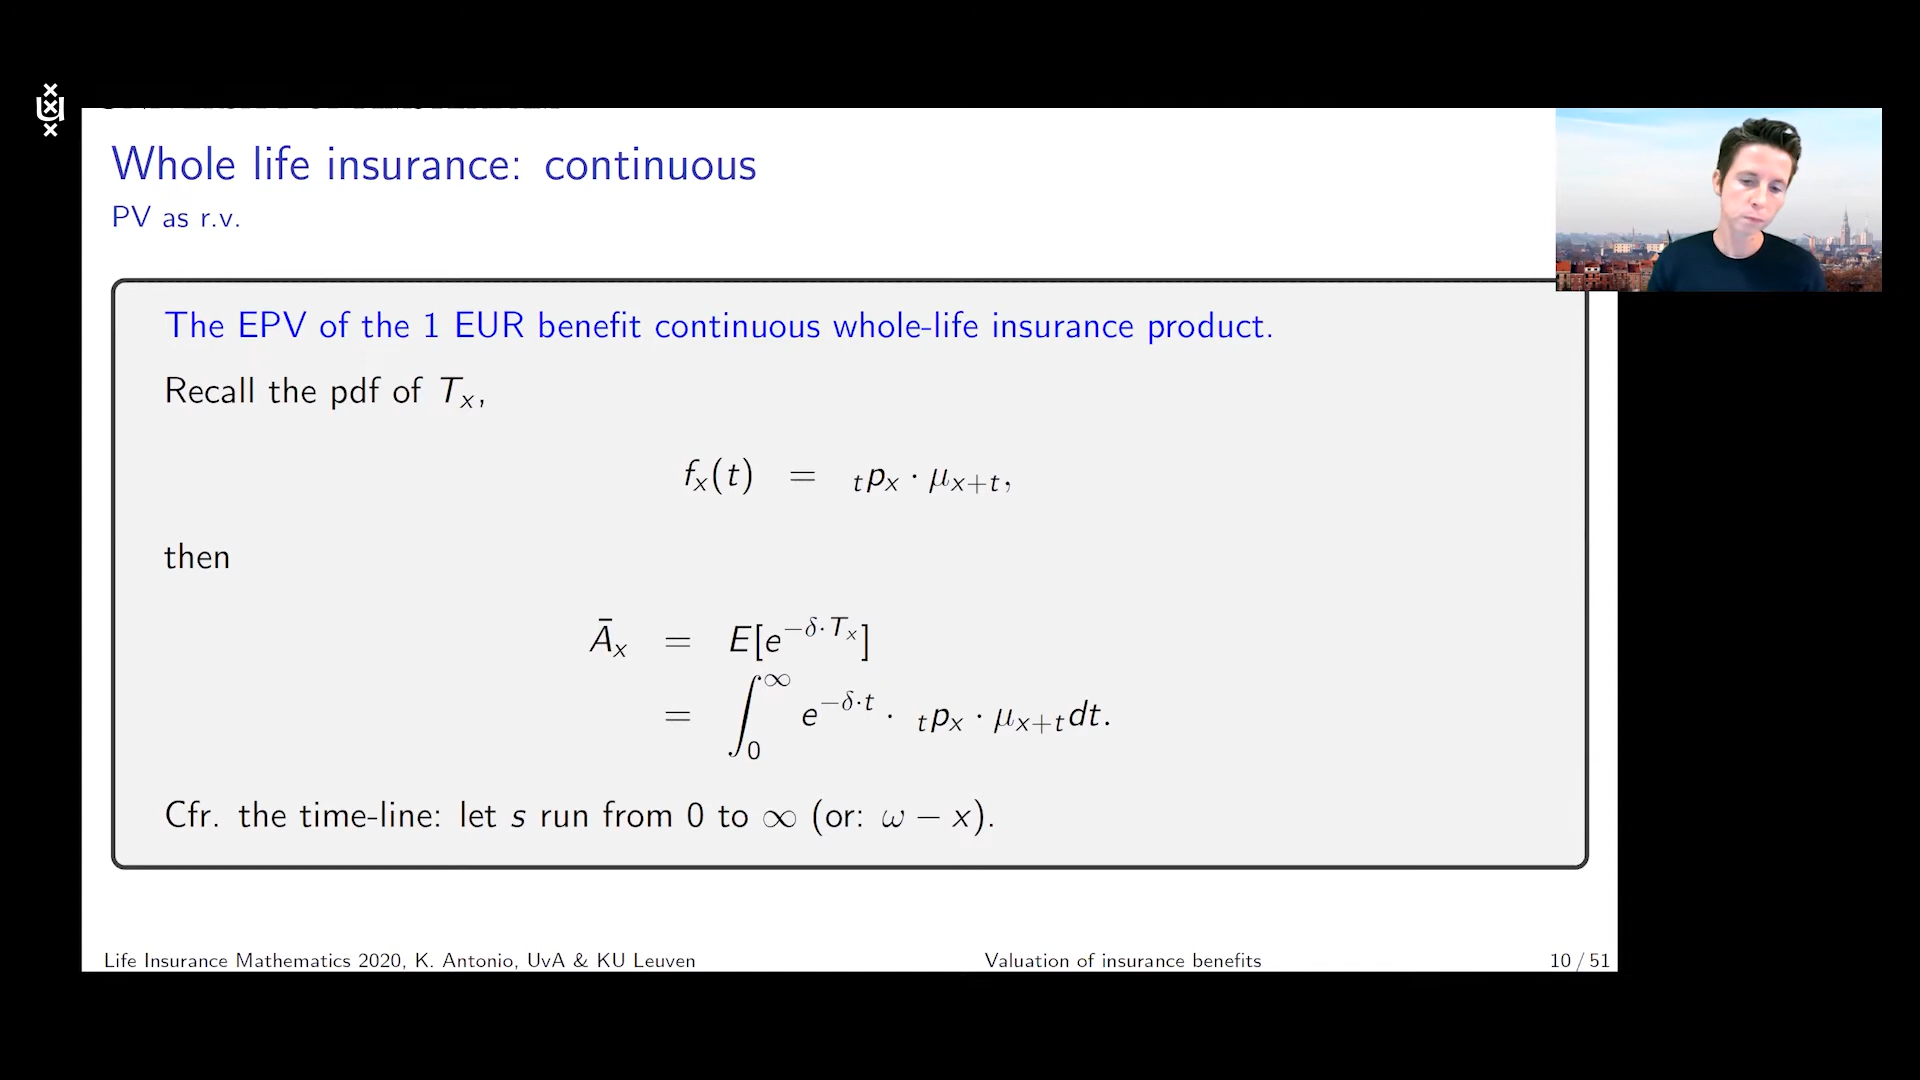 Whole life insurance: continuous
PV as r.v.
The EPV of the 1 EUR benefit continuous whole-life insurance product.
Recall the pdf of Tₓ,
fₓ(t) = ₜpₓ · μₓ₊ₜ,
then
Āₓ = E[e^{−δ·Tₓ}]
= ∫₀^∞ e^{−δ·t} · ₜpₓ · μₓ₊ₜdt.
Cfr. the time-line: let s run from 0 to ∞ (or: ω − x).
Life Insurance Mathematics 2020, K. Antonio, UvA & KU Leuven Valuation of insurance benefits 10 / 51